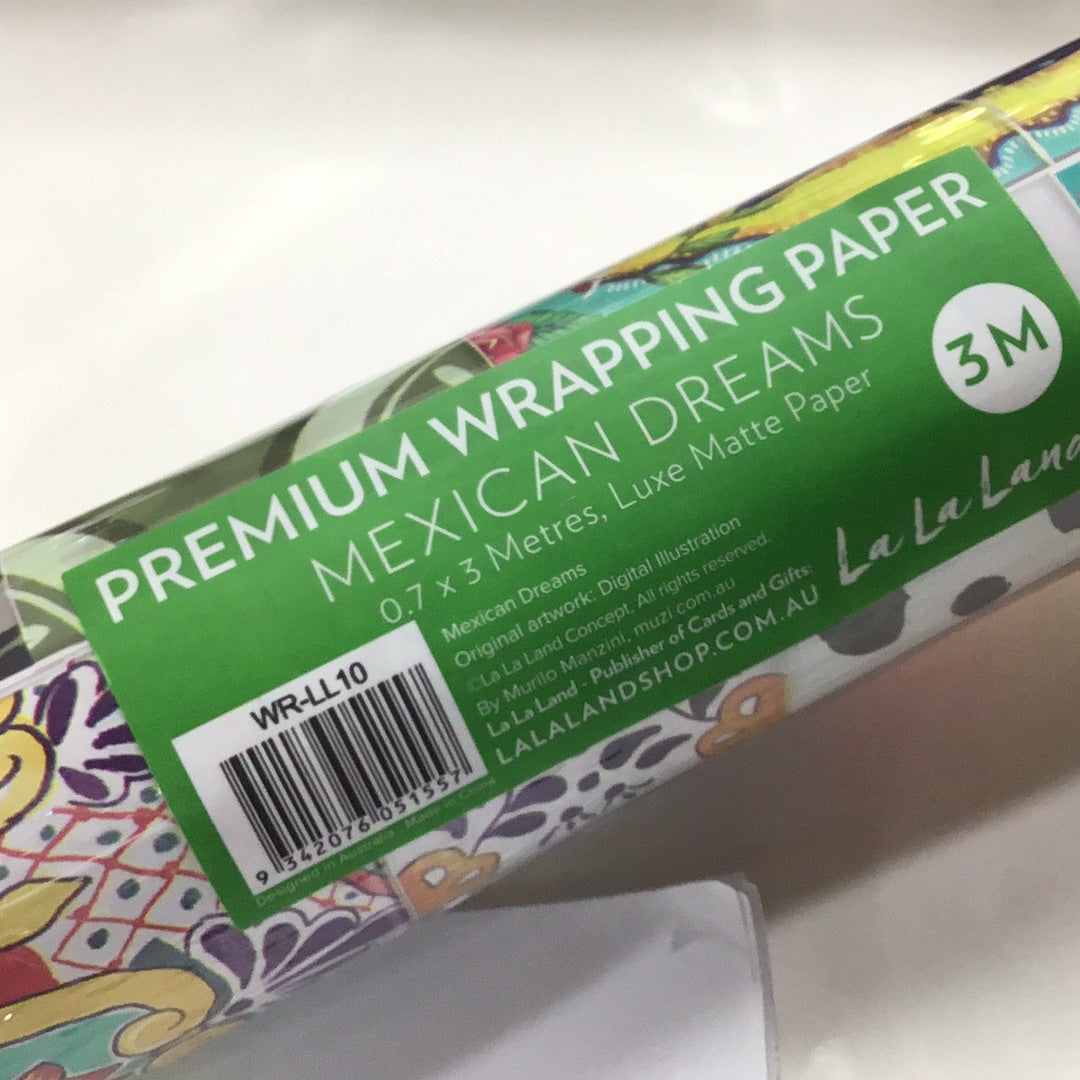 PREMIUM WRAPPING PAPER
MEXICAN DREAMS
0.7 x 3 Metres, Luxe Matte Paper
3M
La La Land
Mexican Dreams
Original artwork: Digital Illustration
©La La Land Concept. All rights reserved.
By Murilo Manzini, muzi.com.au
La La Land - Publisher of Cards and Gifts:
LALALANDSHOP.COM.AU
WR-LL10
9 342076 051557
Designed in Australia Made in China